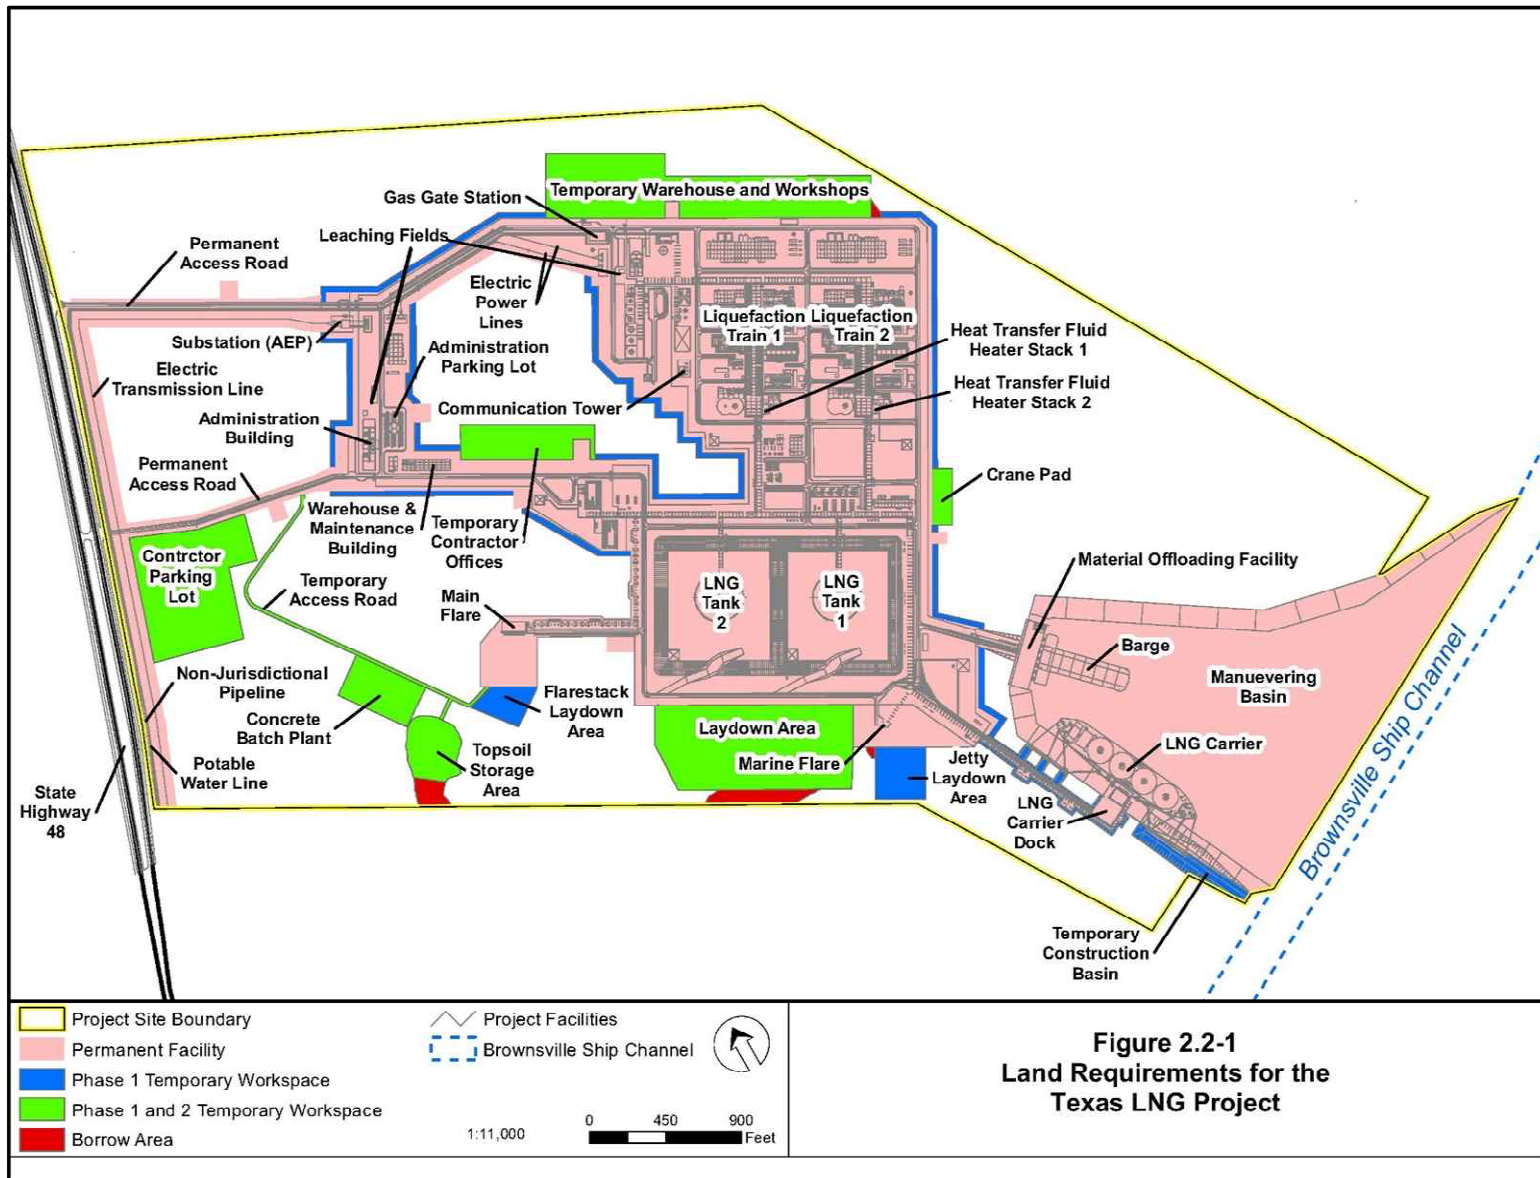 Temporary Warehouse and Workshops
Gas Gate Station
Leaching Fields
Permanent
Access Road
Electric
Power
Lines
Liquefaction
Train 1
Liquefaction
Train 2
Heat Transfer Fluid
Heater Stack 1
Substation (AEP)
Administration
Parking Lot
Electric
Transmission Line
Heat Transfer Fluid
Heater Stack 2
Communication Tower
Administration
Building
Permanent
Access Road
Crane Pad
Warehouse &
Maintenance
Building
Temporary
Contractor
Offices
Contrctor
Parking
Lot
Temporary
Access Road
Main
Flare
LNG
Tank
2
LNG
Tank
1
Material Offloading Facility
Barge
Manuevering
Basin
Non-Jurisdictional
Pipeline
Flarestack
Laydown
Area
Concrete
Batch Plant
Laydown Area
LNG Carrier
Brownsville Ship Channel
Potable
Water Line
Topsoil
Storage
Area
Marine Flare
Jetty
Laydown
Area
State
Highway
48
LNG
Carrier
Dock
Temporary
Construction
Basin
Project Site Boundary
Permanent Facility
Phase 1 Temporary Workspace
Phase 1 and 2 Temporary Workspace
Borrow Area
Project Facilities
Brownsville Ship Channel
1:11,000
0 450 900
Feet
Figure 2.2-1
Land Requirements for the
Texas LNG Project